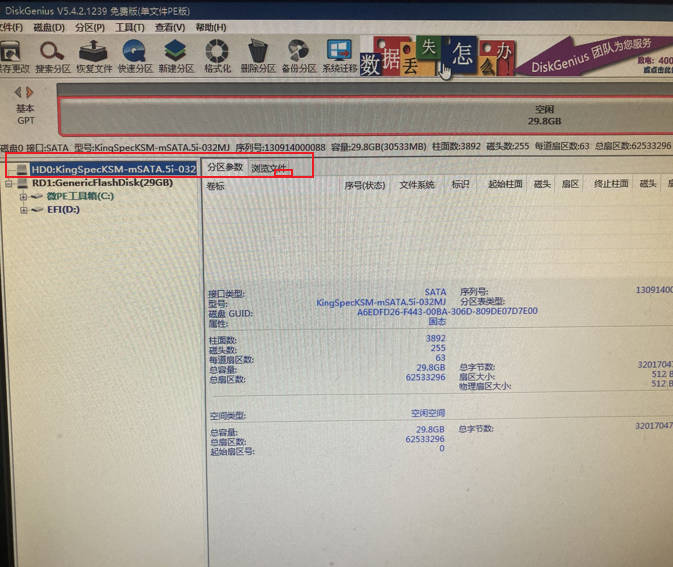 DiskGenius V5.4.2.1239 免费版(单文件PE版)
文件(F) 磁盘(D) 分区(P) 工具(T) 查看(V) 帮助(H)
保存更改 搜索分区 恢复文件 快速分区 新建分区 格式化 删除分区 备份分区 系统迁移
数据丢失怎办! DiskGenius 团队为您服务
致电: 400
基本
GPT
空闲
29.8GB
磁盘0 接口:SATA 型号:KingSpecKSM-mSATA.5i-032MJ 序列号:130914000088 容量:29.8GB(30533MB) 柱面数:3892 磁头数:255 每道扇区数:63 总扇区数:62533296
HD0:KingSpecKSM-mSATA.5i-032
RD1:GenericFlashDisk(29GB)
微PE工具箱(C:)
EFI(D:)
分区参数 浏览文件
卷标 序号(状态) 文件系统 标识 起始柱面 磁头 扇区 终止柱面 磁头
接口类型: SATA 序列号: 1309140
型号: KingSpecKSM-mSATA.5i-032MJ 分区表类型:
磁盘 GUID: A6EDFD26-F443-00BA-306D-809DE07D7E00
属性: 固态
柱面数: 3892
磁头数: 255
每道扇区数: 63
总容量: 29.8GB 总字节数: 3201704
总扇区数: 62533296 扇区大小: 512 B
物理扇区大小: 512 B
空间类型: 空闲空间
总容量: 29.8GB 总字节数: 3201704
总扇区数: 62533296
起始扇区号: 0